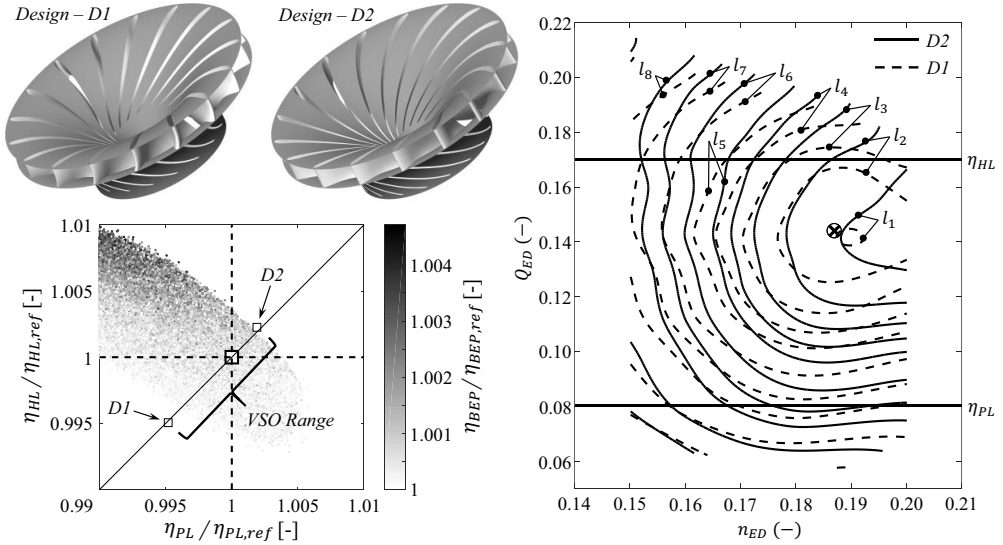 Design – D1
Design – D2
1.01
1.005
1
0.995
0.99
0.995
1
1.005
1.01
η_HL / η_HL,ref [-]
η_PL / η_PL,ref [-]
D2
D1
VSO Range
1.004
1.003
1.002
1.001
1
η_BEP / η_BEP,ref [-]
0.22
0.20
0.18
0.16
0.14
0.12
0.10
0.08
0.06
0.14
0.15
0.16
0.17
0.18
0.19
0.20
0.21
Q_ED (−)
n_ED (−)
D2
D1
l_8
l_7
l_6
l_4
l_3
l_2
l_5
l_1
η_HL
η_PL